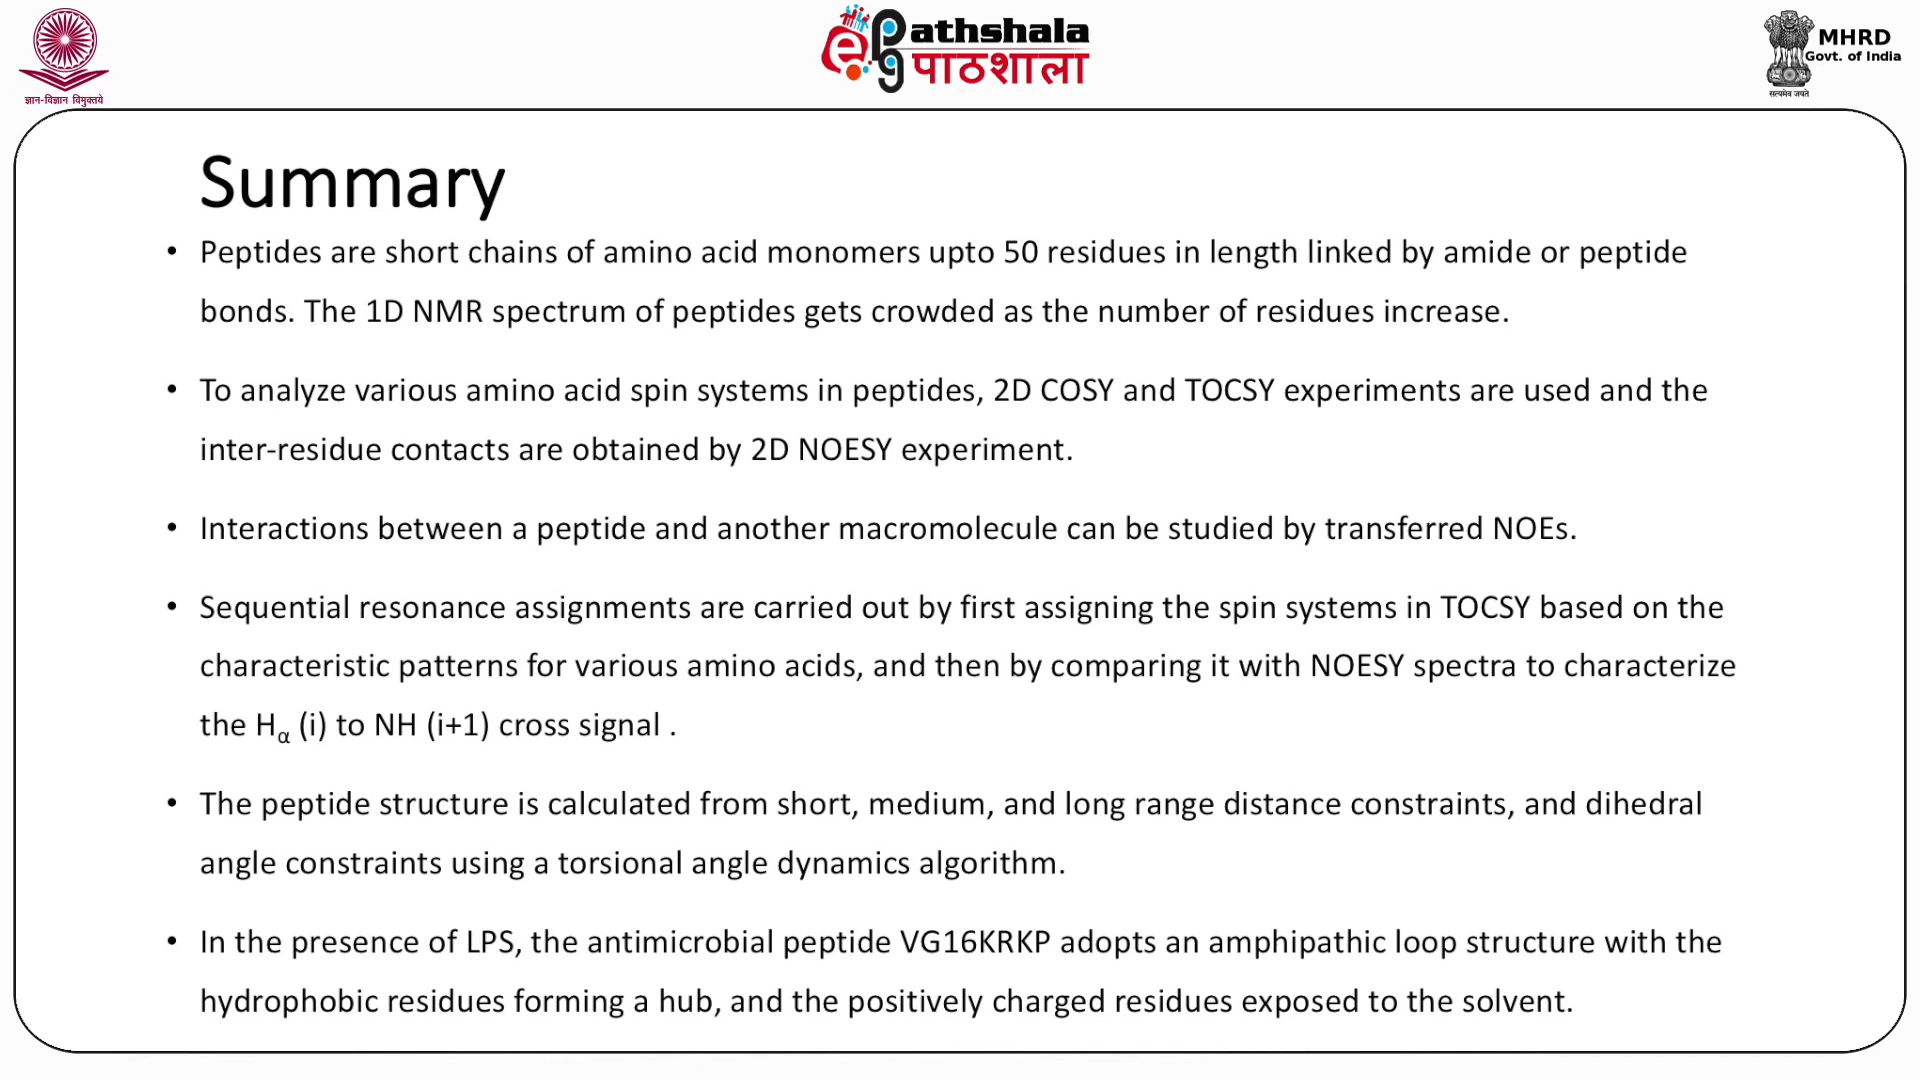 ज्ञान-विज्ञान विमुक्तये
ePathshala
पाठशाला
MHRD
Govt. of India
सत्यमेव जयते
Summary
• Peptides are short chains of amino acid monomers upto 50 residues in length linked by amide or peptide
bonds. The 1D NMR spectrum of peptides gets crowded as the number of residues increase.
• To analyze various amino acid spin systems in peptides, 2D COSY and TOCSY experiments are used and the
inter-residue contacts are obtained by 2D NOESY experiment.
• Interactions between a peptide and another macromolecule can be studied by transferred NOEs.
• Sequential resonance assignments are carried out by first assigning the spin systems in TOCSY based on the
characteristic patterns for various amino acids, and then by comparing it with NOESY spectra to characterize
the Hα (i) to NH (i+1) cross signal .
• The peptide structure is calculated from short, medium, and long range distance constraints, and dihedral
angle constraints using a torsional angle dynamics algorithm.
• In the presence of LPS, the antimicrobial peptide VG16KRKP adopts an amphipathic loop structure with the
hydrophobic residues forming a hub, and the positively charged residues exposed to the solvent.